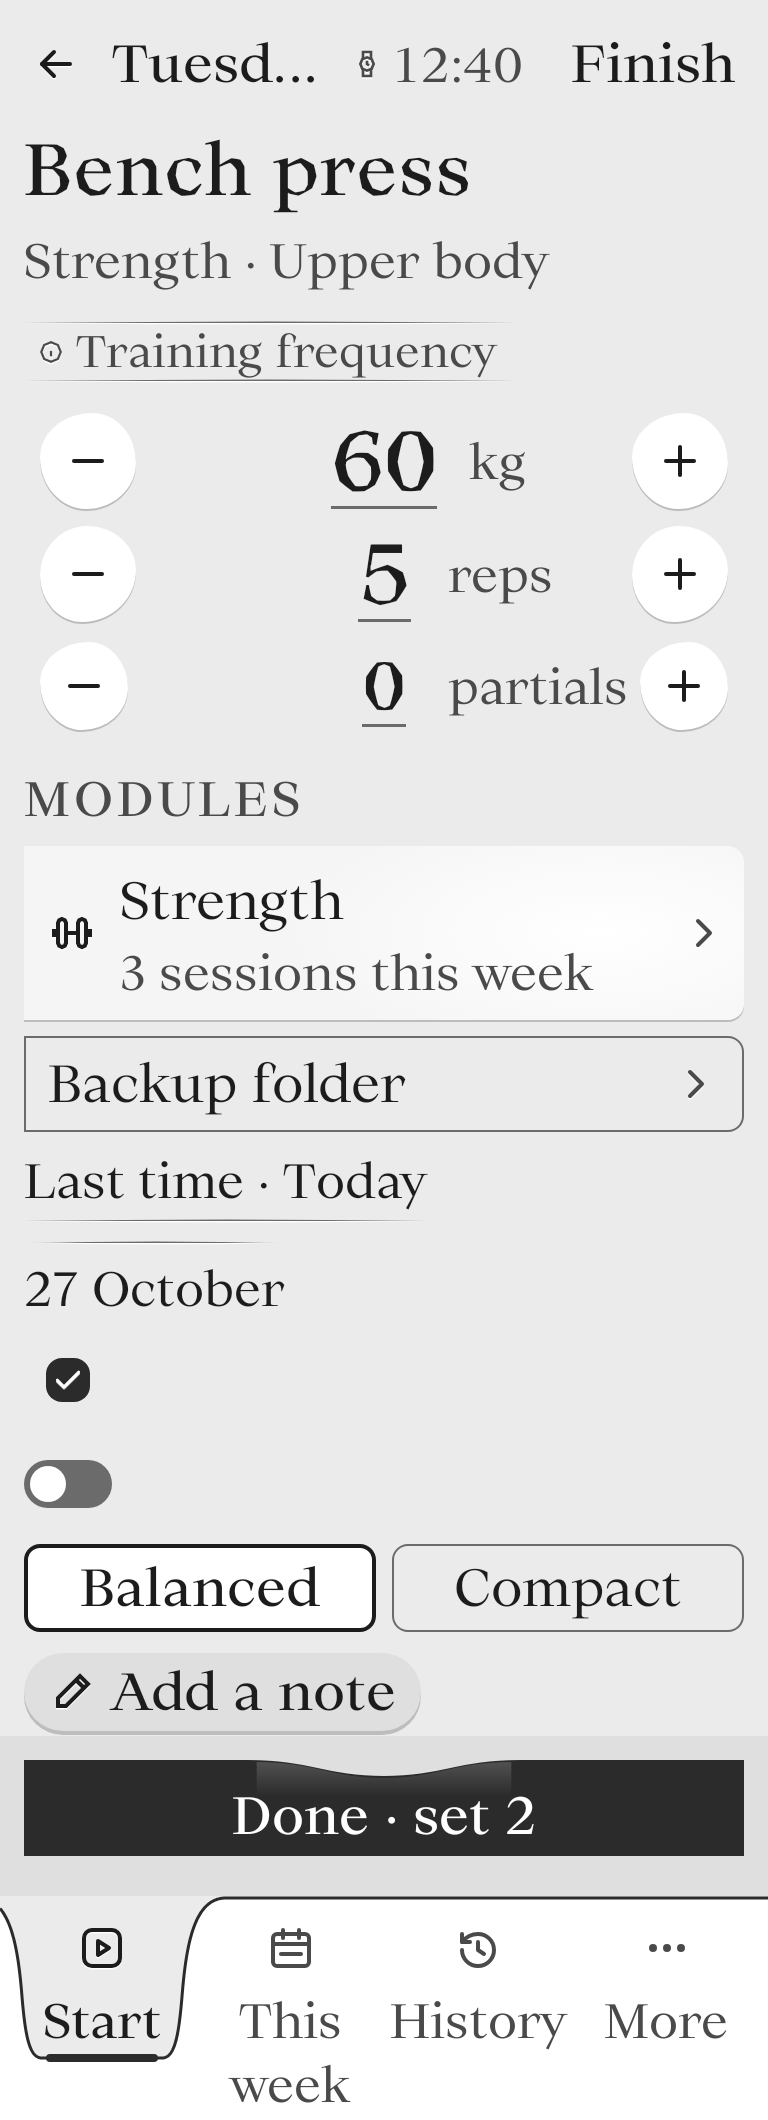 Tuesd... 12:40 Finish
Bench press
Strength · Upper body
Training frequency
60 kg
5 reps
0 partials
MODULES
Strength
3 sessions this week
Backup folder
Last time · Today
27 October
Balanced Compact
Add a note
Done · set 2
Start This week History More